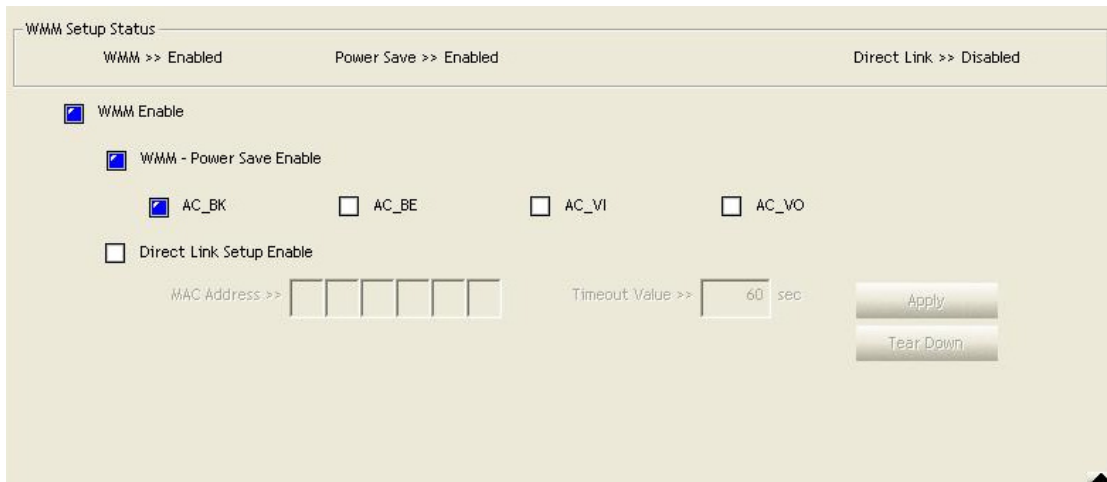 WMM Setup Status
WMM >> Enabled Power Save >> Enabled Direct Link >> Disabled
WMM Enable
WMM - Power Save Enable
AC_BK AC_BE AC_VI AC_VO
Direct Link Setup Enable
MAC Address >> Timeout Value >> 60 sec Apply
Tear Down